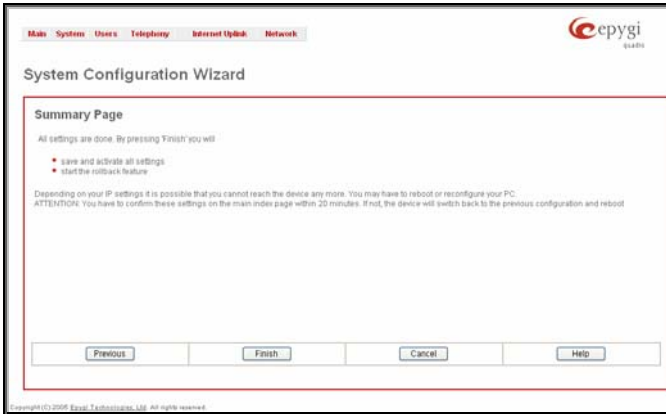 Main System Users Telephony Internet Uplink Network
epygi
quadro
System Configuration Wizard
Summary Page
All settings are done. By pressing 'Finish' you will
save and activate all settings
start the rollback feature
Depending on your IP settings it is possible that you cannot reach the device any more. You may have to reboot or reconfigure your PC.
ATTENTION: You have to confirm these settings on the main index page within 20 minutes. If not, the device will switch back to the previous configuration and reboot
Previous Finish Cancel Help
Copyright (C) 2005 Epygi Technologies, Ltd. All rights reserved.